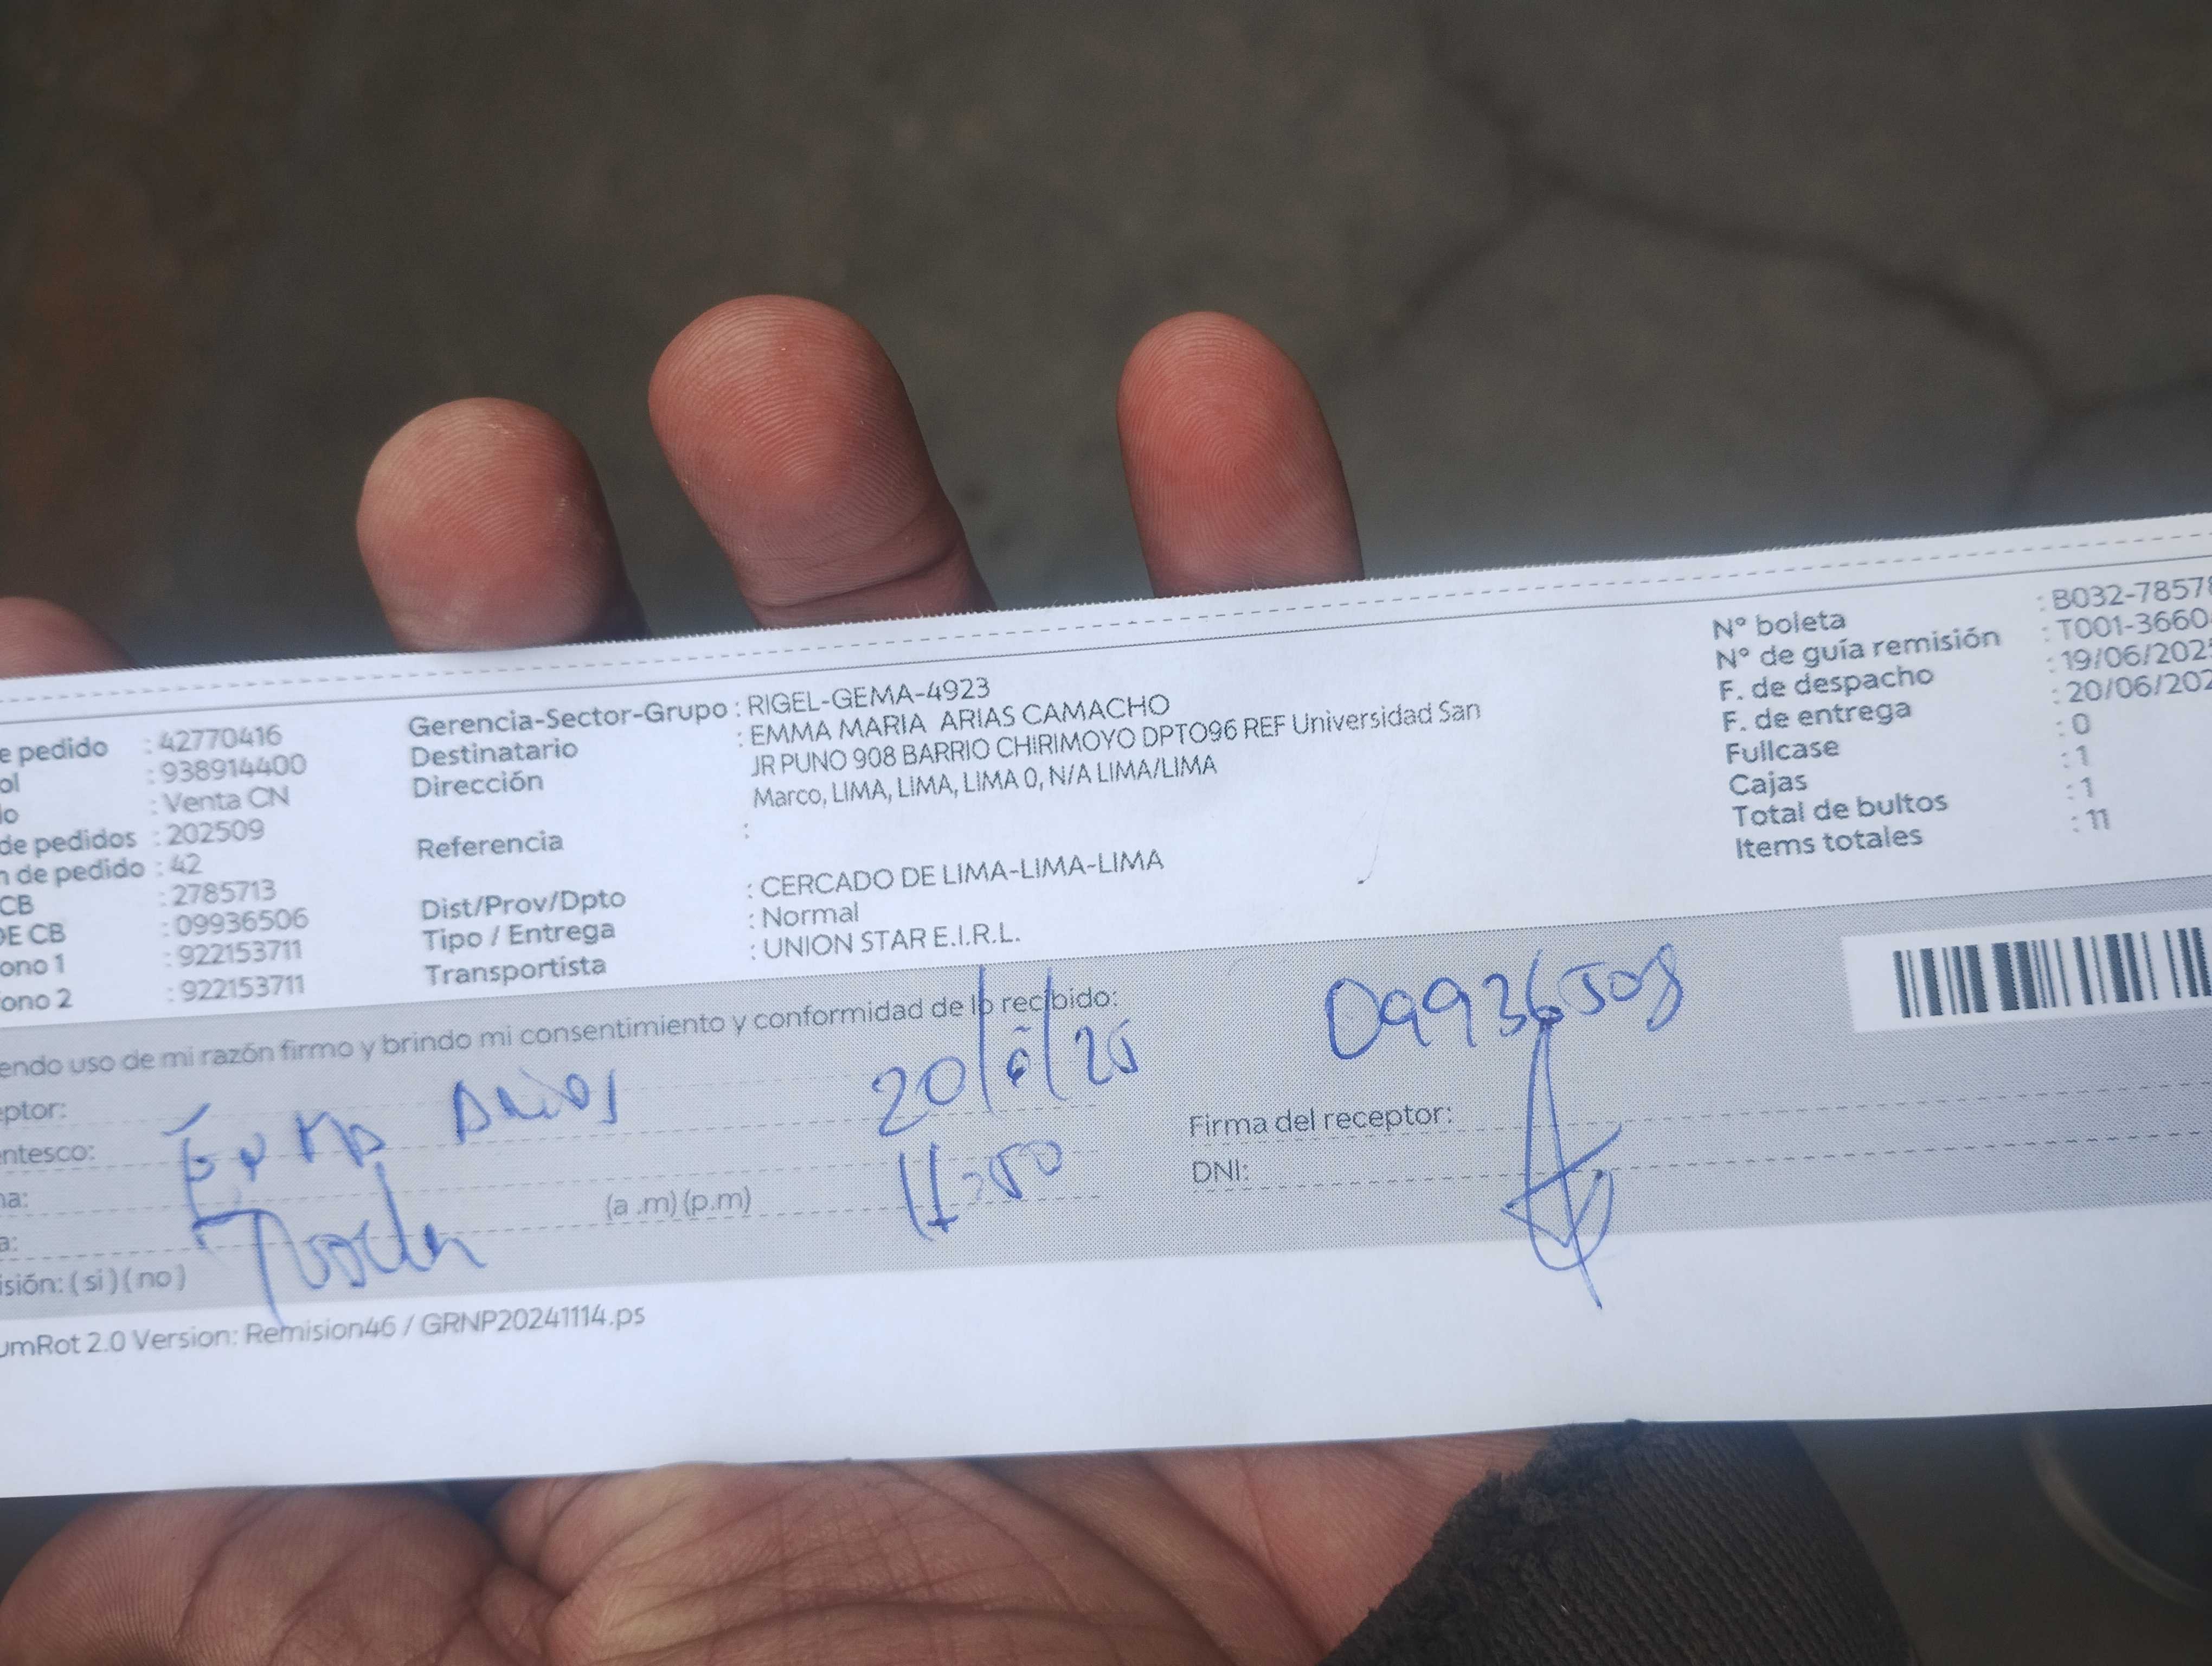 e pedido : 42770416
ol : 938914400
lo : Venta CN
de pedidos : 202509
n de pedido : 42
CB : 2785713
DE CB : 09936506
ono 1 : 922153711
ono 2 : 922153711
Gerencia-Sector-Grupo : RIGEL-GEMA-4923
Destinatario : EMMA MARIA ARIAS CAMACHO
Dirección JR PUNO 908 BARRIO CHIRIMOYO DPTO96 REF Universidad San
Marco, LIMA, LIMA, LIMA 0, N/A LIMA/LIMA
Referencia :
Dist/Prov/Dpto : CERCADO DE LIMA-LIMA-LIMA
Tipo / Entrega : Normal
Transportista : UNION STAR E.I.R.L.
N° boleta : B032-7857
N° de guía remisión : T001-3660
F. de despacho : 19/06/202
F. de entrega : 20/06/202
Fullcase : 0
Cajas : 1
Total de bultos : 1
Items totales : 11
endo uso de mi razón firmo y brindo mi consentimiento y conformidad de lo recibido:
eptor: 20/6/25 09936508
entesco: Emma Arias Firma del receptor:
ha: (a .m) (p.m) 11:50 DNI:
a:
isión: ( si ) ( no )
umRot 2.0 Version: Remision46 / GRNP20241114.ps